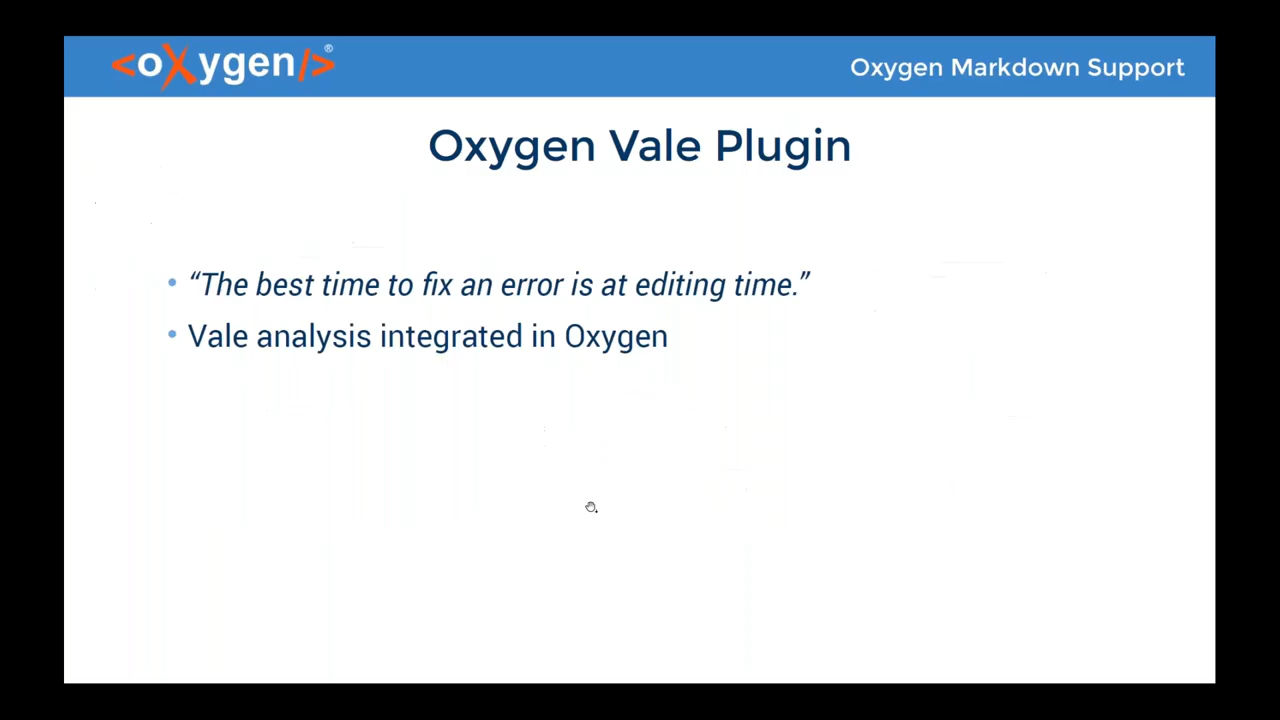 <oXygen/>®
Oxygen Markdown Support
Oxygen Vale Plugin
• “The best time to fix an error is at editing time.”
• Vale analysis integrated in Oxygen